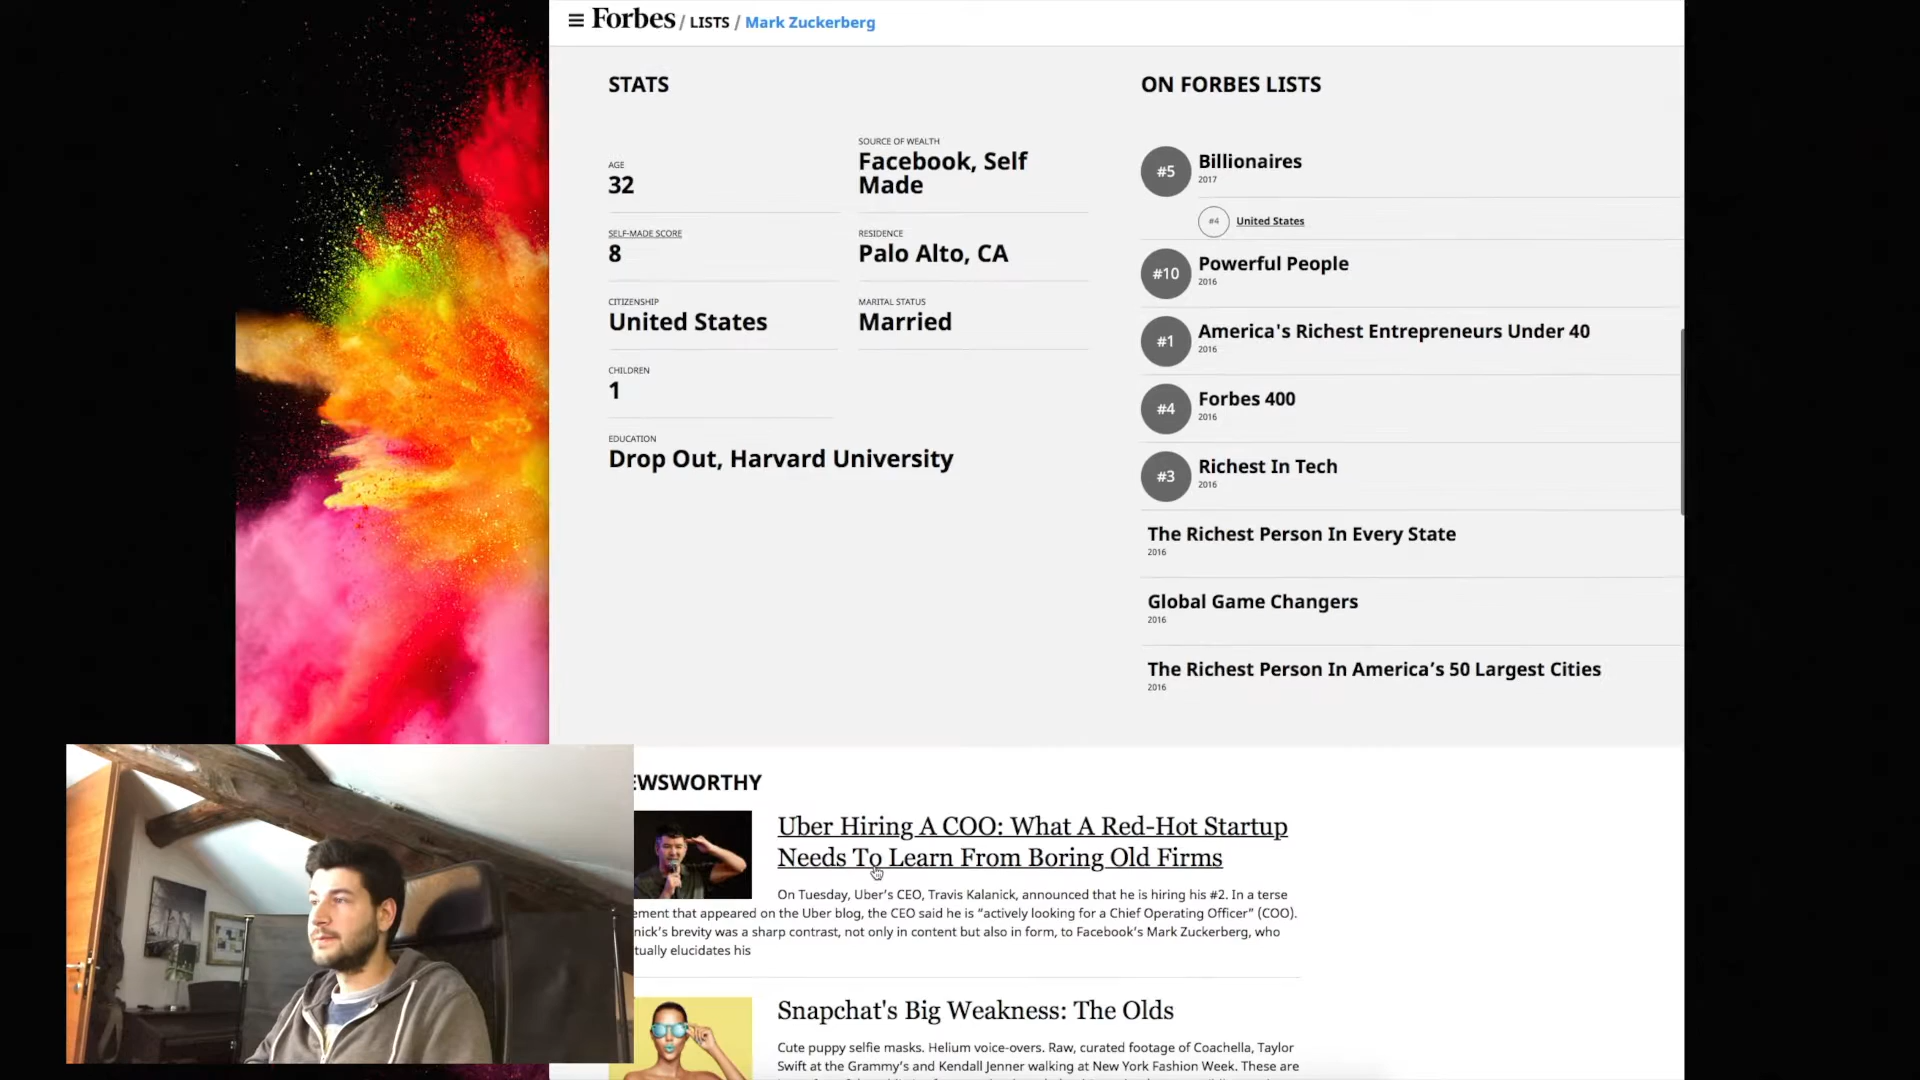 Forbes / LISTS / Mark Zuckerberg
STATS
AGE
32
SOURCE OF WEALTH
Facebook, Self
Made
SELF-MADE SCORE
8
RESIDENCE
Palo Alto, CA
CITIZENSHIP
United States
MARITAL STATUS
Married
CHILDREN
1
EDUCATION
Drop Out, Harvard University
ON FORBES LISTS
#5 Billionaires
2017
#4 United States
#10 Powerful People
2016
#1 America's Richest Entrepreneurs Under 40
2016
#4 Forbes 400
2016
#3 Richest In Tech
2016
The Richest Person In Every State
2016
Global Game Changers
2016
The Richest Person In America’s 50 Largest Cities
2016
EWSWORTHY
Uber Hiring A COO: What A Red-Hot Startup
Needs To Learn From Boring Old Firms
On Tuesday, Uber’s CEO, Travis Kalanick, announced that he is hiring his #2. In a terse
ement that appeared on the Uber blog, the CEO said he is “actively looking for a Chief Operating Officer” (COO).
nick’s brevity was a sharp contrast, not only in content but also in form, to Facebook’s Mark Zuckerberg, who
tually elucidates his
Snapchat's Big Weakness: The Olds
Cute puppy selfie masks. Helium voice-overs. Raw, curated footage of Coachella, Taylor
Swift at the Grammy’s and Kendall Jenner walking at New York Fashion Week. These are